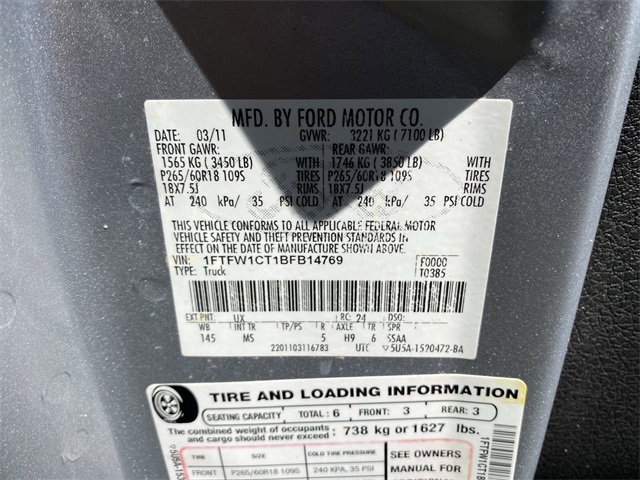 MFD. BY FORD MOTOR CO.
DATE: 03/11 GVWR: 3221 KG ( 7100 LB)
FRONT GAWR: REAR GAWR:
1565 KG ( 3450 LB) WITH 1746 KG ( 3850 LB) WITH
P265/60R18 109S TIRES P265/60R18 109S TIRES
18X7.5J RIMS 18X7.5J RIMS
AT 240 kPa/ 35 PSI COLD AT 240 kPa/ 35 PSI COLD
THIS VEHICLE CONFORMS TO ALL APPLICABLE FEDERAL MOTOR
VEHICLE SAFETY AND THEFT PREVENTION STANDARDS IN
EFFECT ON THE DATE OF MANUFACTURE SHOWN ABOVE.
VIN: 1FTFW1CT1BFB14769 F0000
TYPE: Truck T0385
EXT PNT: UX RC: 24 DSO:
WB INT TR TP/PS R AXLE TR SPR
145 MS 5 H9 6 SSAA
2201103116783 UTC ▽5U5A-1520472-BA
TIRE AND LOADING INFORMATION
SEATING CAPACITY TOTAL: 6 FRONT: 3 REAR: 3
The combined weight of occupants and cargo should never exceed: 738 kg or 1627 lbs.
TIRE SIZE COLD TIRE PRESSURE SEE OWNERS
FRONT P265/60R18 109S 240 KPA, 35 PSI MANUAL FOR
ADDITIONAL